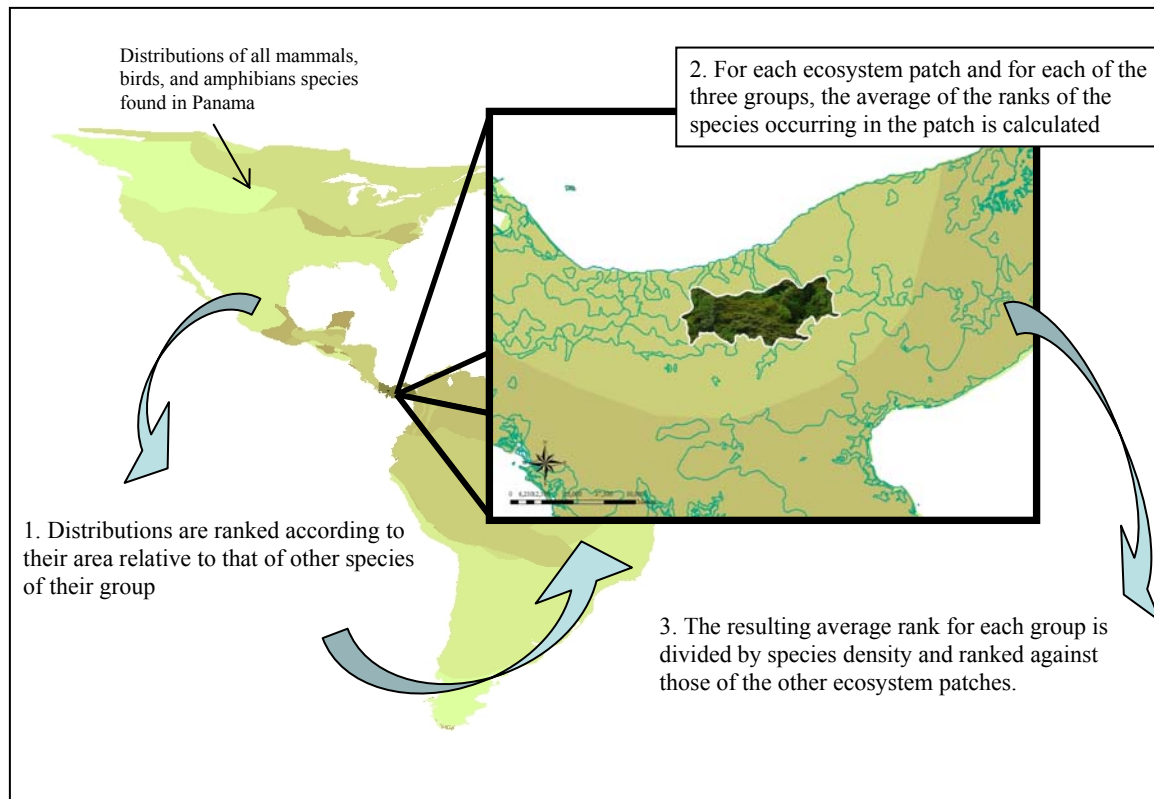 Distributions of all mammals,
birds, and amphibians species
found in Panama
2. For each ecosystem patch and for each of the
three groups, the average of the ranks of the
species occurring in the patch is calculated
1. Distributions are ranked according to
their area relative to that of other species
of their group
3. The resulting average rank for each group is
divided by species density and ranked against
those of the other ecosystem patches.